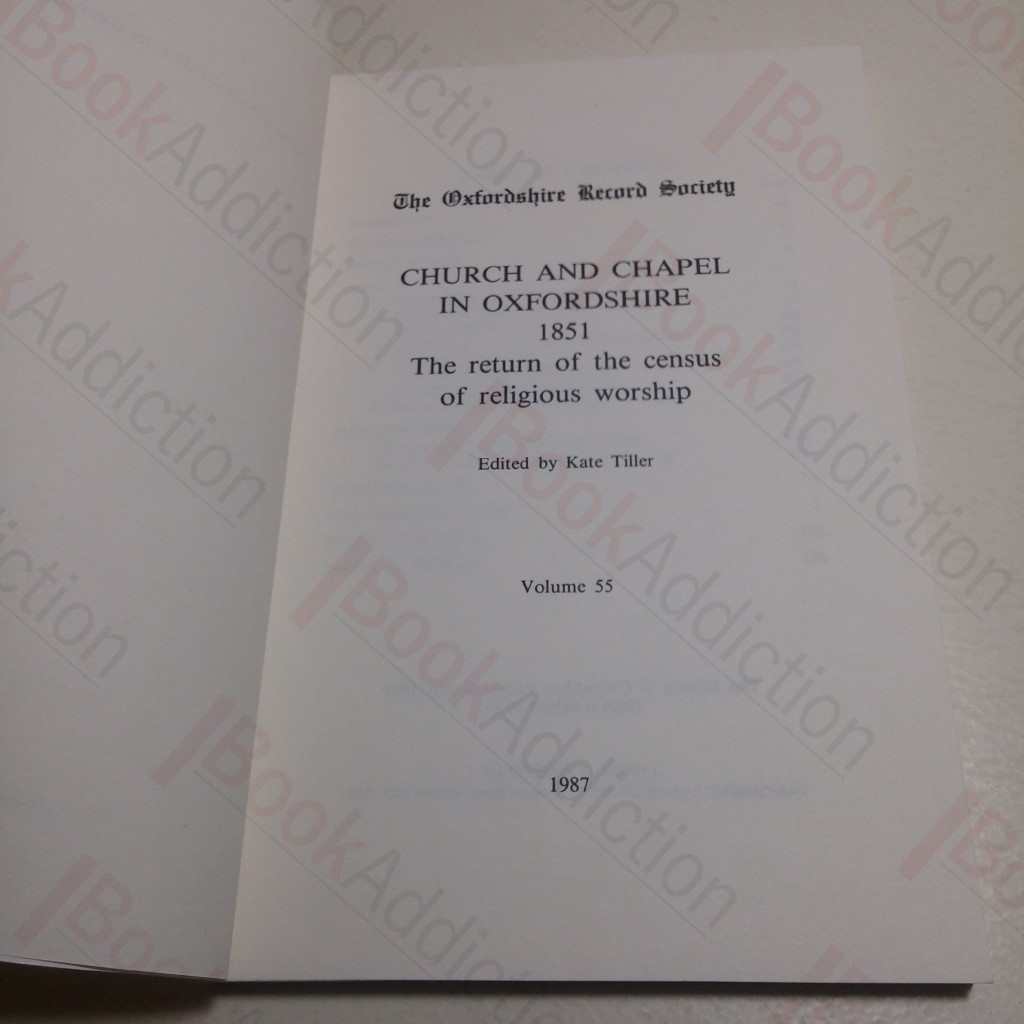 The Oxfordshire Record Society
CHURCH AND CHAPEL
IN OXFORDSHIRE
1851
The return of the census
of religious worship
Edited by Kate Tiller
Volume 55
1987
BookAddiction